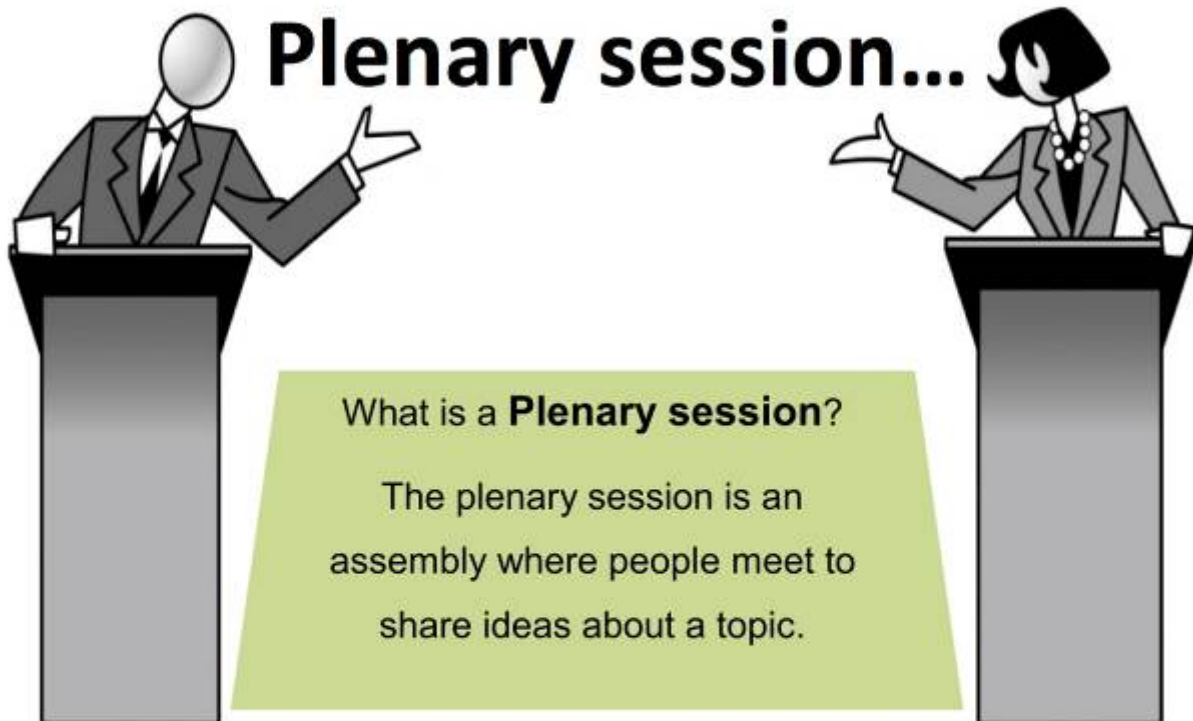 Plenary session...
What is a Plenary session?
The plenary session is an
assembly where people meet to
share ideas about a topic.